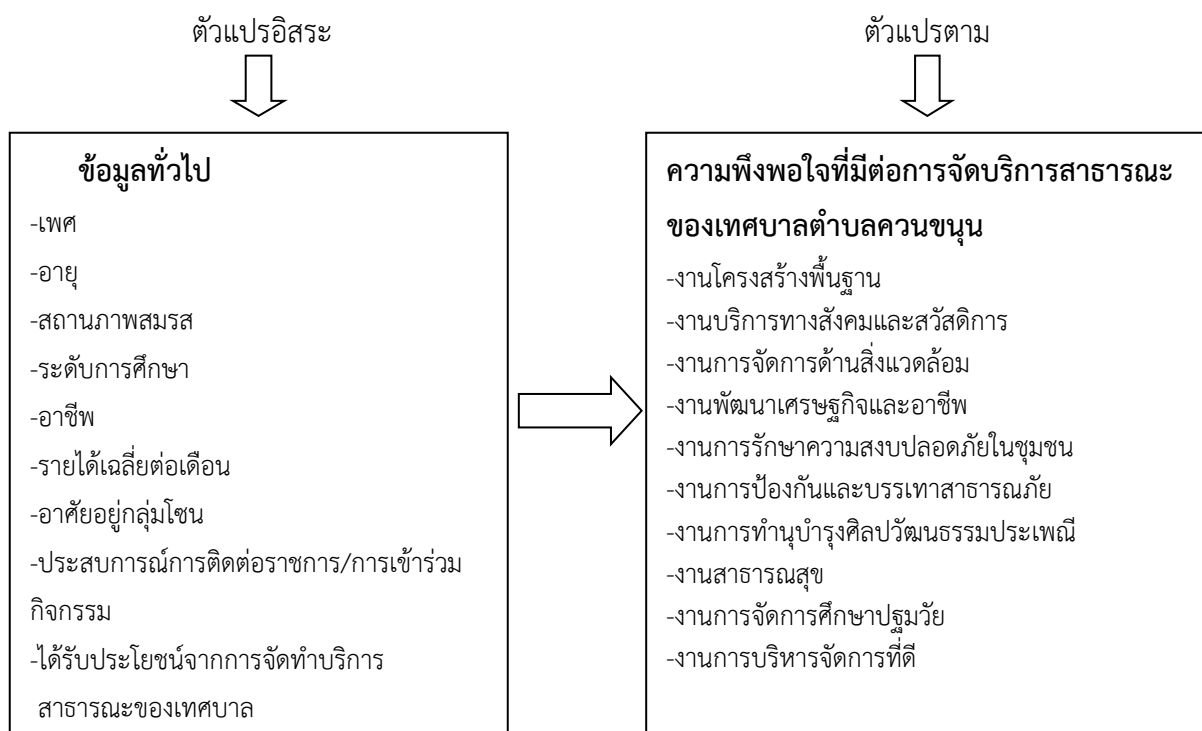 ตัวแปรอิสระ
ตัวแปรตาม
ข้อมูลทั่วไป
-เพศ
-อายุ
-สถานภาพสมรส
-ระดับการศึกษา
-อาชีพ
-รายได้เฉลี่ยต่อเดือน
-อาศัยอยู่กลุ่มโซน
-ประสบการณ์การติดต่อราชการ/การเข้าร่วม
กิจกรรม
-ได้รับประโยชน์จากการจัดทำบริการ
สาธารณะของเทศบาล
ความพึงพอใจที่มีต่อการจัดบริการสาธารณะ
ของเทศบาลตำบลควนขนุน
-งานโครงสร้างพื้นฐาน
-งานบริการทางสังคมและสวัสดิการ
-งานการจัดการด้านสิ่งแวดล้อม
-งานพัฒนาเศรษฐกิจและอาชีพ
-งานการรักษาความสงบปลอดภัยในชุมชน
-งานการป้องกันและบรรเทาสาธารณภัย
-งานการทำนุบำรุงศิลปวัฒนธรรมประเพณี
-งานสาธารณสุข
-งานการจัดการศึกษาปฐมวัย
-งานการบริหารจัดการที่ดี